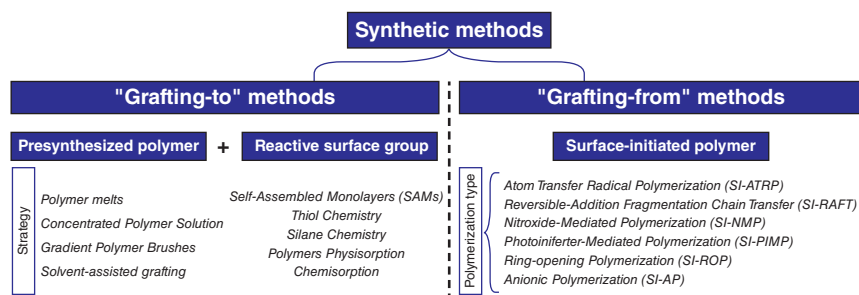 Synthetic methods
"Grafting-to" methods
"Grafting-from" methods
Presynthesized polymer + Reactive surface group
Surface-initiated polymer
Strategy
Polymer melts
Concentrated Polymer Solution
Gradient Polymer Brushes
Solvent-assisted grafting
Self-Assembled Monolayers (SAMs)
Thiol Chemistry
Silane Chemistry
Polymers Physisorption
Chemisorption
Polymerization type
Atom Transfer Radical Polymerization (SI-ATRP)
Reversible-Addition Fragmentation Chain Transfer (SI-RAFT)
Nitroxide-Mediated Polymerization (SI-NMP)
Photoiniferter-Mediated Polymerization (SI-PIMP)
Ring-opening Polymerization (SI-ROP)
Anionic Polymerization (SI-AP)